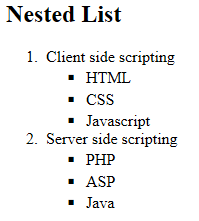 Nested List
1. Client side scripting
▪ HTML
▪ CSS
▪ Javascript
2. Server side scripting
▪ PHP
▪ ASP
▪ Java